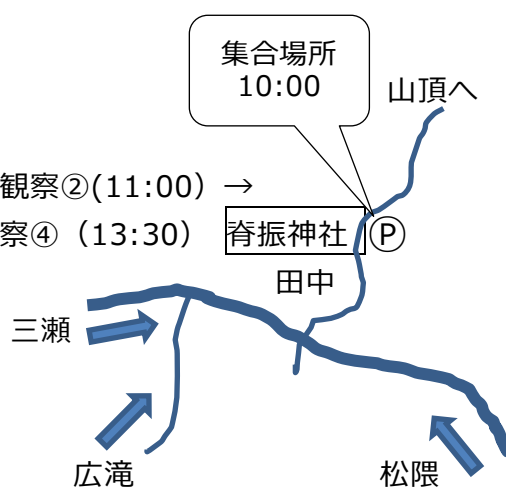 集合場所
10:00
山頂へ
観察②(11:00) →
察④ (13:30)
脊振神社
Ⓟ
田中
三瀬
広滝
松隈